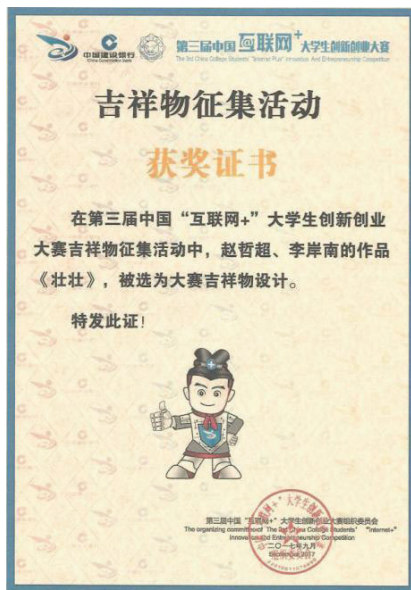 中国建设银行
China Construction Bank
第三届中国 互联网+ 大学生创新创业大赛
The 3rd China College Students' "Internet Plus" Innovation And Entrepreneurship Competition
吉祥物征集活动
获奖证书
在第三届中国“互联网+”大学生创新创业
大赛吉祥物征集活动中，赵哲超、李岸南的作品
《壮壮》，被选为大赛吉祥物设计。
特发此证！
第三届中国“互联网+”大学生创新创业大赛组织委员会
The organizing committee of The 3rd China College Students' "Internet+"
Innovation and Entrepreneurship Competition
二〇一七年九月
September 2017